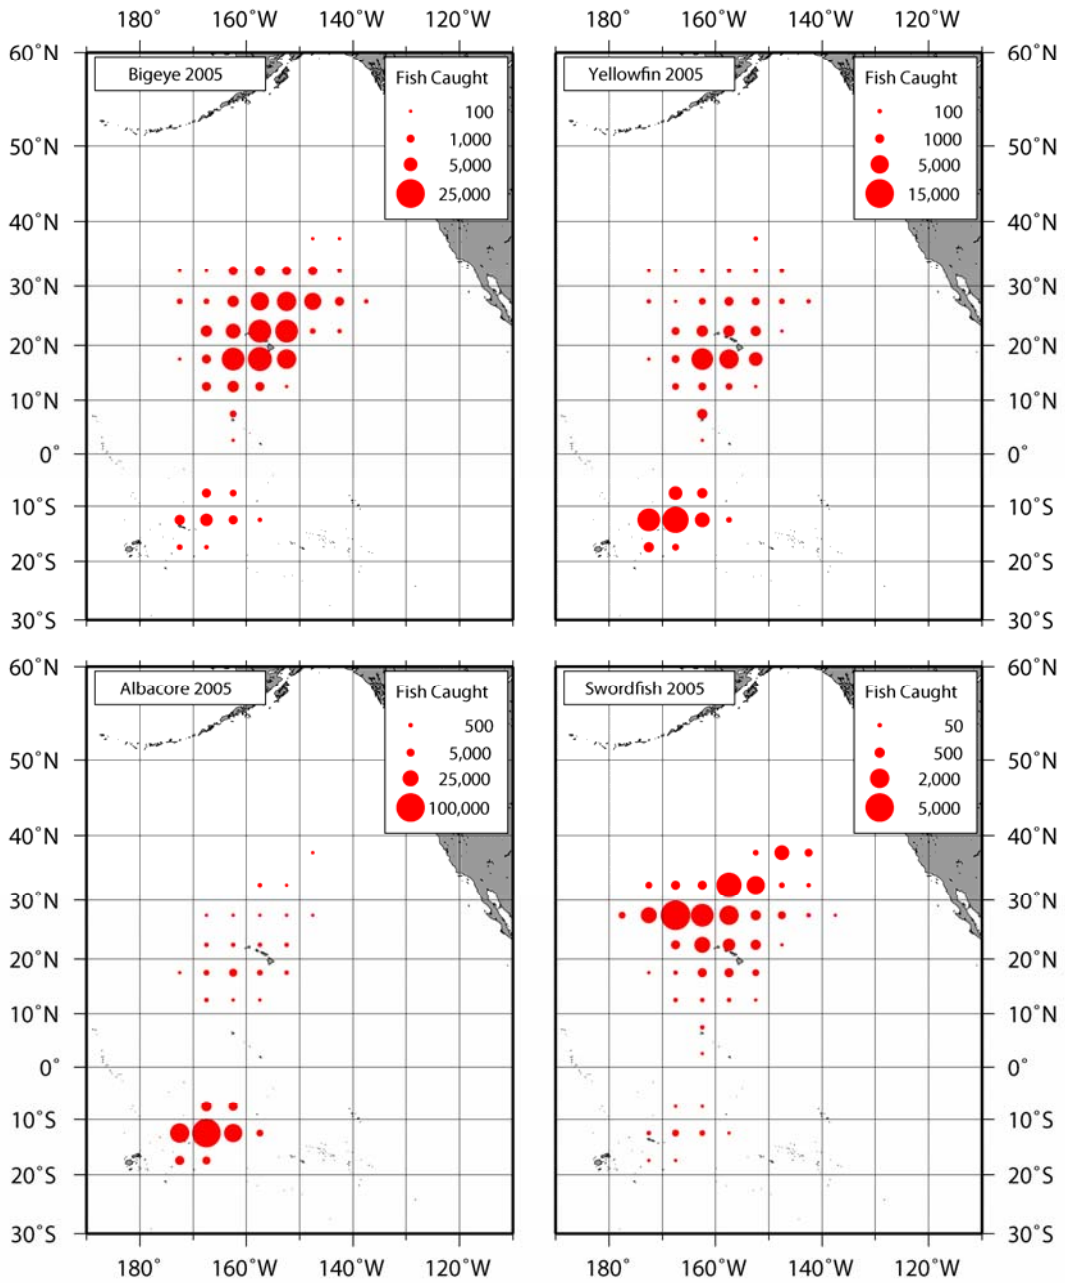 180° 160°W 140°W 120°W 180° 160°W 140°W 120°W
60°N 60°N
Bigeye 2005 Fish Caught Yellowfin 2005 Fish Caught
100 100
1,000 1000
50°N 5,000 5,000 50°N
25,000 15,000
40°N 40°N
30°N 30°N
20°N 20°N
10°N 10°N
0° 0°
10°S 10°S
20°S 20°S
30°S 30°S
60°N 60°N
Albacore 2005 Fish Caught Swordfish 2005 Fish Caught
500 50
5,000 500
50°N 25,000 2,000 50°N
100,000 5,000
40°N 40°N
30°N 30°N
20°N 20°N
10°N 10°N
0° 0°
10°S 10°S
20°S 20°S
30°S 30°S
180° 160°W 140°W 120°W 180° 160°W 140°W 120°W